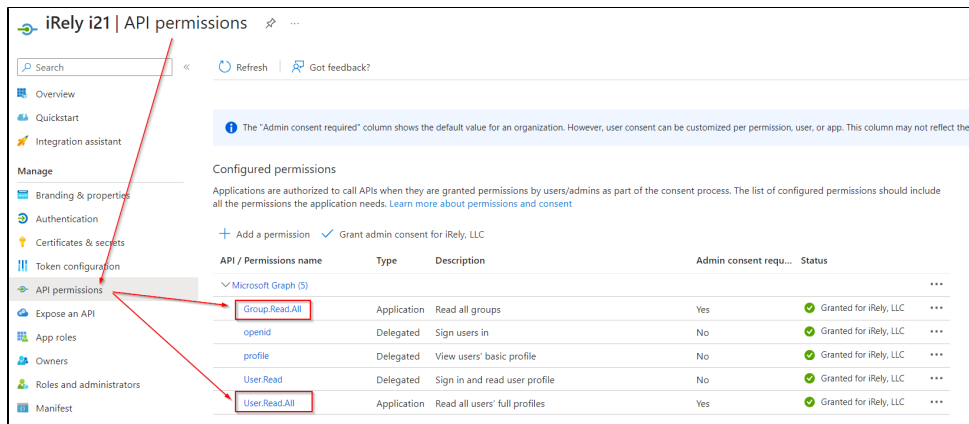 iRely i21 | API permissions
Search
Refresh
Got feedback?
Overview
Quickstart
Integration assistant
Manage
Branding & properties
Authentication
Certificates & secrets
Token configuration
API permissions
Expose an API
App roles
Owners
Roles and administrators
Manifest
The "Admin consent required" column shows the default value for an organization. However, user consent can be customized per permission, user, or app. This column may not reflect the
Configured permissions
Applications are authorized to call APIs when they are granted permissions by users/admins as part of the consent process. The list of configured permissions should include
all the permissions the application needs. Learn more about permissions and consent
Add a permission
Grant admin consent for iRely, LLC
API / Permissions name Type Description Admin consent requ... Status
Microsoft Graph (5)
Group.Read.All Application Read all groups Yes Granted for iRely, LLC
openid Delegated Sign users in No Granted for iRely, LLC
profile Delegated View users' basic profile No Granted for iRely, LLC
User.Read Delegated Sign in and read user profile No Granted for iRely, LLC
User.Read.All Application Read all users' full profiles Yes Granted for iRely, LLC